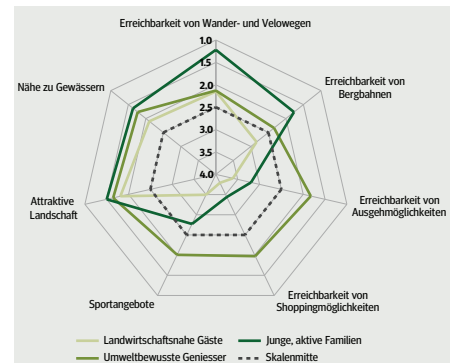 Erreichbarkeit von Wander- und Velowegen
1.0
1.5
2.0
2.5
3.0
3.5
4.0
Nähe zu Gewässern
Erreichbarkeit von
Bergbahnen
Attraktive
Landschaft
Erreichbarkeit von
Ausgehmöglichkeiten
Sportangebote
Erreichbarkeit von
Shoppingmöglichkeiten
Landwirtschaftsnahe Gäste
Junge, aktive Familien
Umweltbewusste Geniesser
Skalenmitte